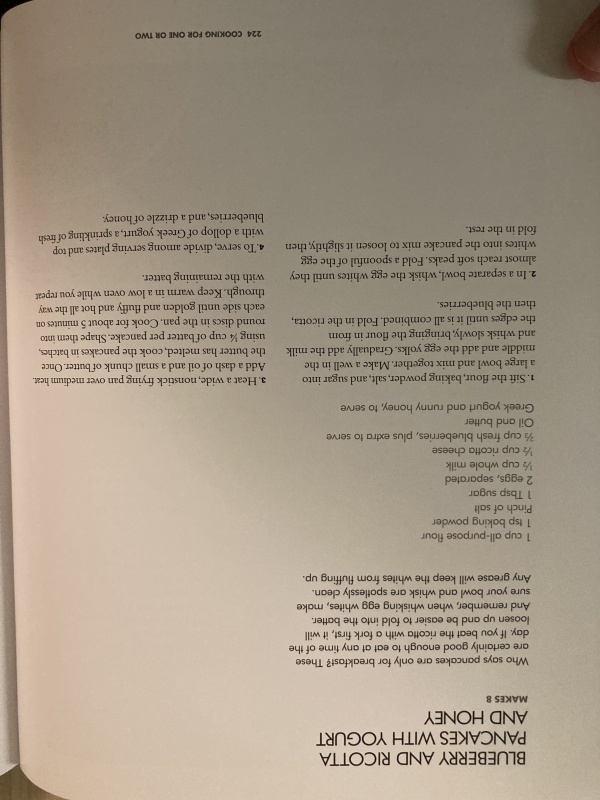 BLUEBERRY AND RICOTTA
PANCAKES WITH YOGURT
AND HONEY
MAKES 8
Who says pancakes are only for breakfast? These
are certainly good enough to eat at any time of the
day. If you beat the ricotta with a fork first, it will
loosen up and be easier to fold into the batter.
And remember, when whisking egg whites, make
sure your bowl and whisk are spotlessly clean.
Any grease will keep the whites from fluffing up.
1 cup all-purpose flour
1 tsp baking powder
Pinch of salt
1 Tbsp sugar
2 eggs, separated
½ cup whole milk
½ cup ricotta cheese
⅔ cup fresh blueberries, plus extra to serve
Oil and butter
Greek yogurt and runny honey, to serve
1. Sift the flour, baking powder, salt, and sugar into
a large bowl and mix together. Make a well in the
middle and add the egg yolks. Gradually add the milk
and whisk slowly, bringing the flour in from
the edges until it is all combined. Fold in the ricotta,
then the blueberries.
2. In a separate bowl, whisk the egg whites until they
almost reach soft peaks. Fold a spoonful of the egg
whites into the pancake mix to loosen it slightly, then
fold in the rest.
3. Heat a wide, nonstick frying pan over medium heat.
Add a dash of oil and a small chunk of butter. Once
the butter has melted, cook the pancakes in batches,
using ¼ cup of batter per pancake. Shape them into
round discs in the pan. Cook for about 5 minutes on
each side until golden and fluffy and hot all the way
through. Keep warm in a low oven while you repeat
with the remaining batter.
4. To serve, divide among serving plates and top
with a dollop of Greek yogurt, a sprinkling of fresh
blueberries, and a drizzle of honey.
224 COOKING FOR ONE OR TWO